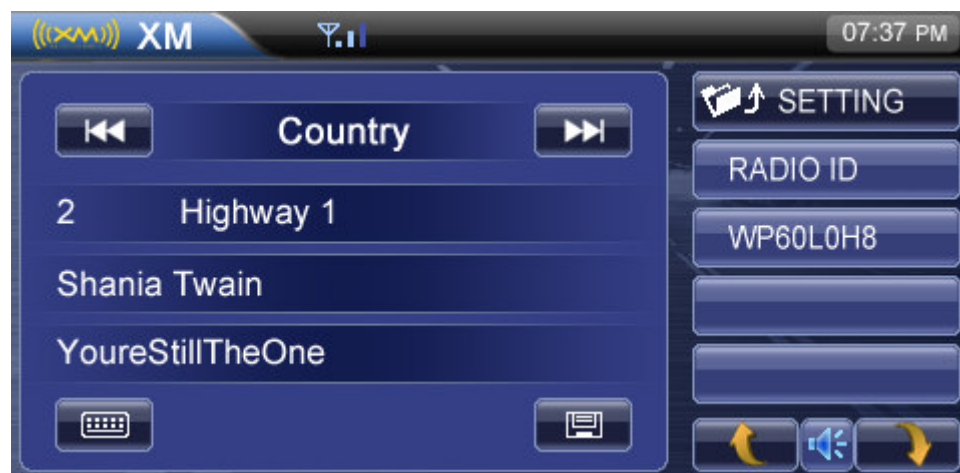 ((XM)) XM 07:37 PM
Country
2 Highway 1
Shania Twain
YoureStillTheOne
SETTING
RADIO ID
WP60L0H8